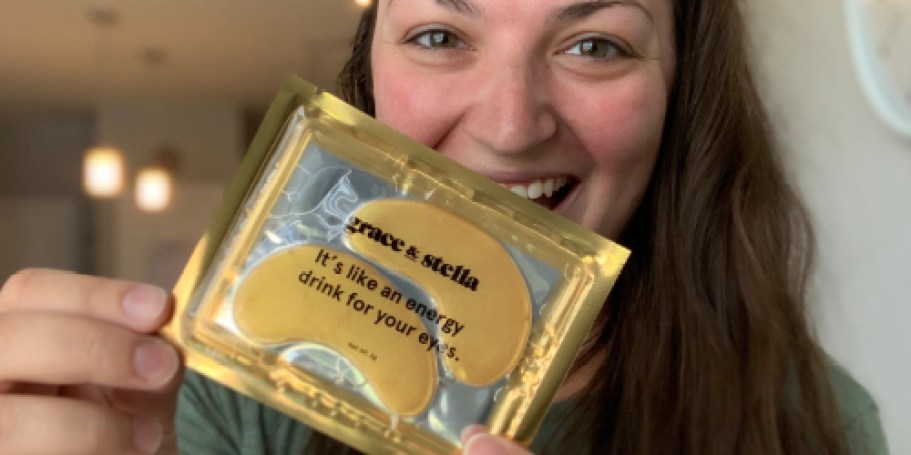 grace & stella
It's like an energy
drink for your eyes.